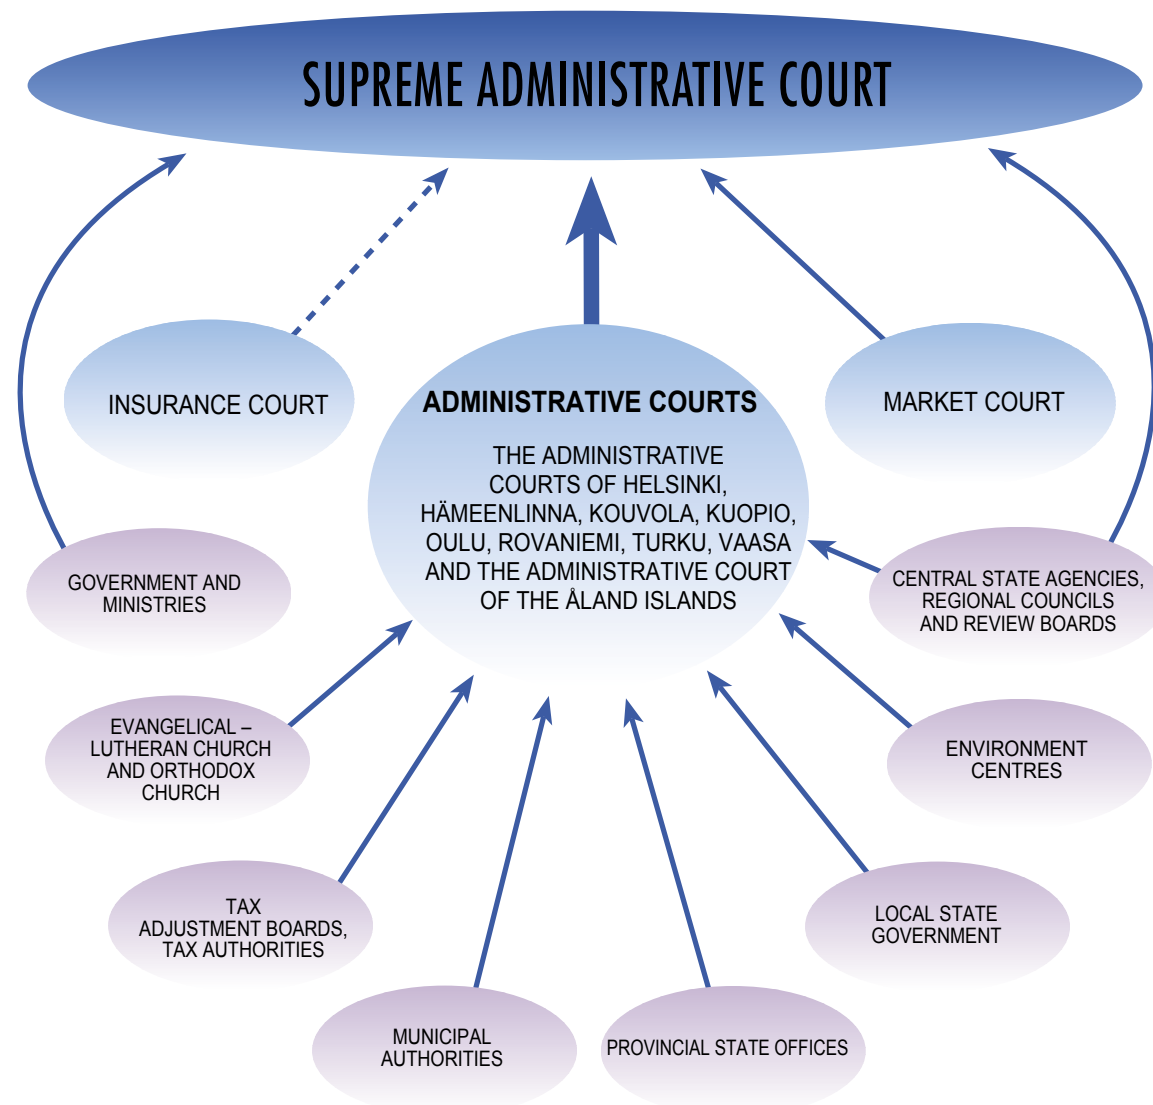 SUPREME ADMINISTRATIVE COURT
INSURANCE COURT
ADMINISTRATIVE COURTS
THE ADMINISTRATIVE
COURTS OF HELSINKI,
HÄMEENLINNA, KOUVOLA, KUOPIO,
OULU, ROVANIEMI, TURKU, VAASA
AND THE ADMINISTRATIVE COURT
OF THE ÅLAND ISLANDS
MARKET COURT
GOVERNMENT AND
MINISTRIES
CENTRAL STATE AGENCIES,
REGIONAL COUNCILS
AND REVIEW BOARDS
EVANGELICAL –
LUTHERAN CHURCH
AND ORTHODOX
CHURCH
ENVIRONMENT
CENTRES
TAX
ADJUSTMENT BOARDS,
TAX AUTHORITIES
LOCAL STATE
GOVERNMENT
MUNICIPAL
AUTHORITIES
PROVINCIAL STATE OFFICES